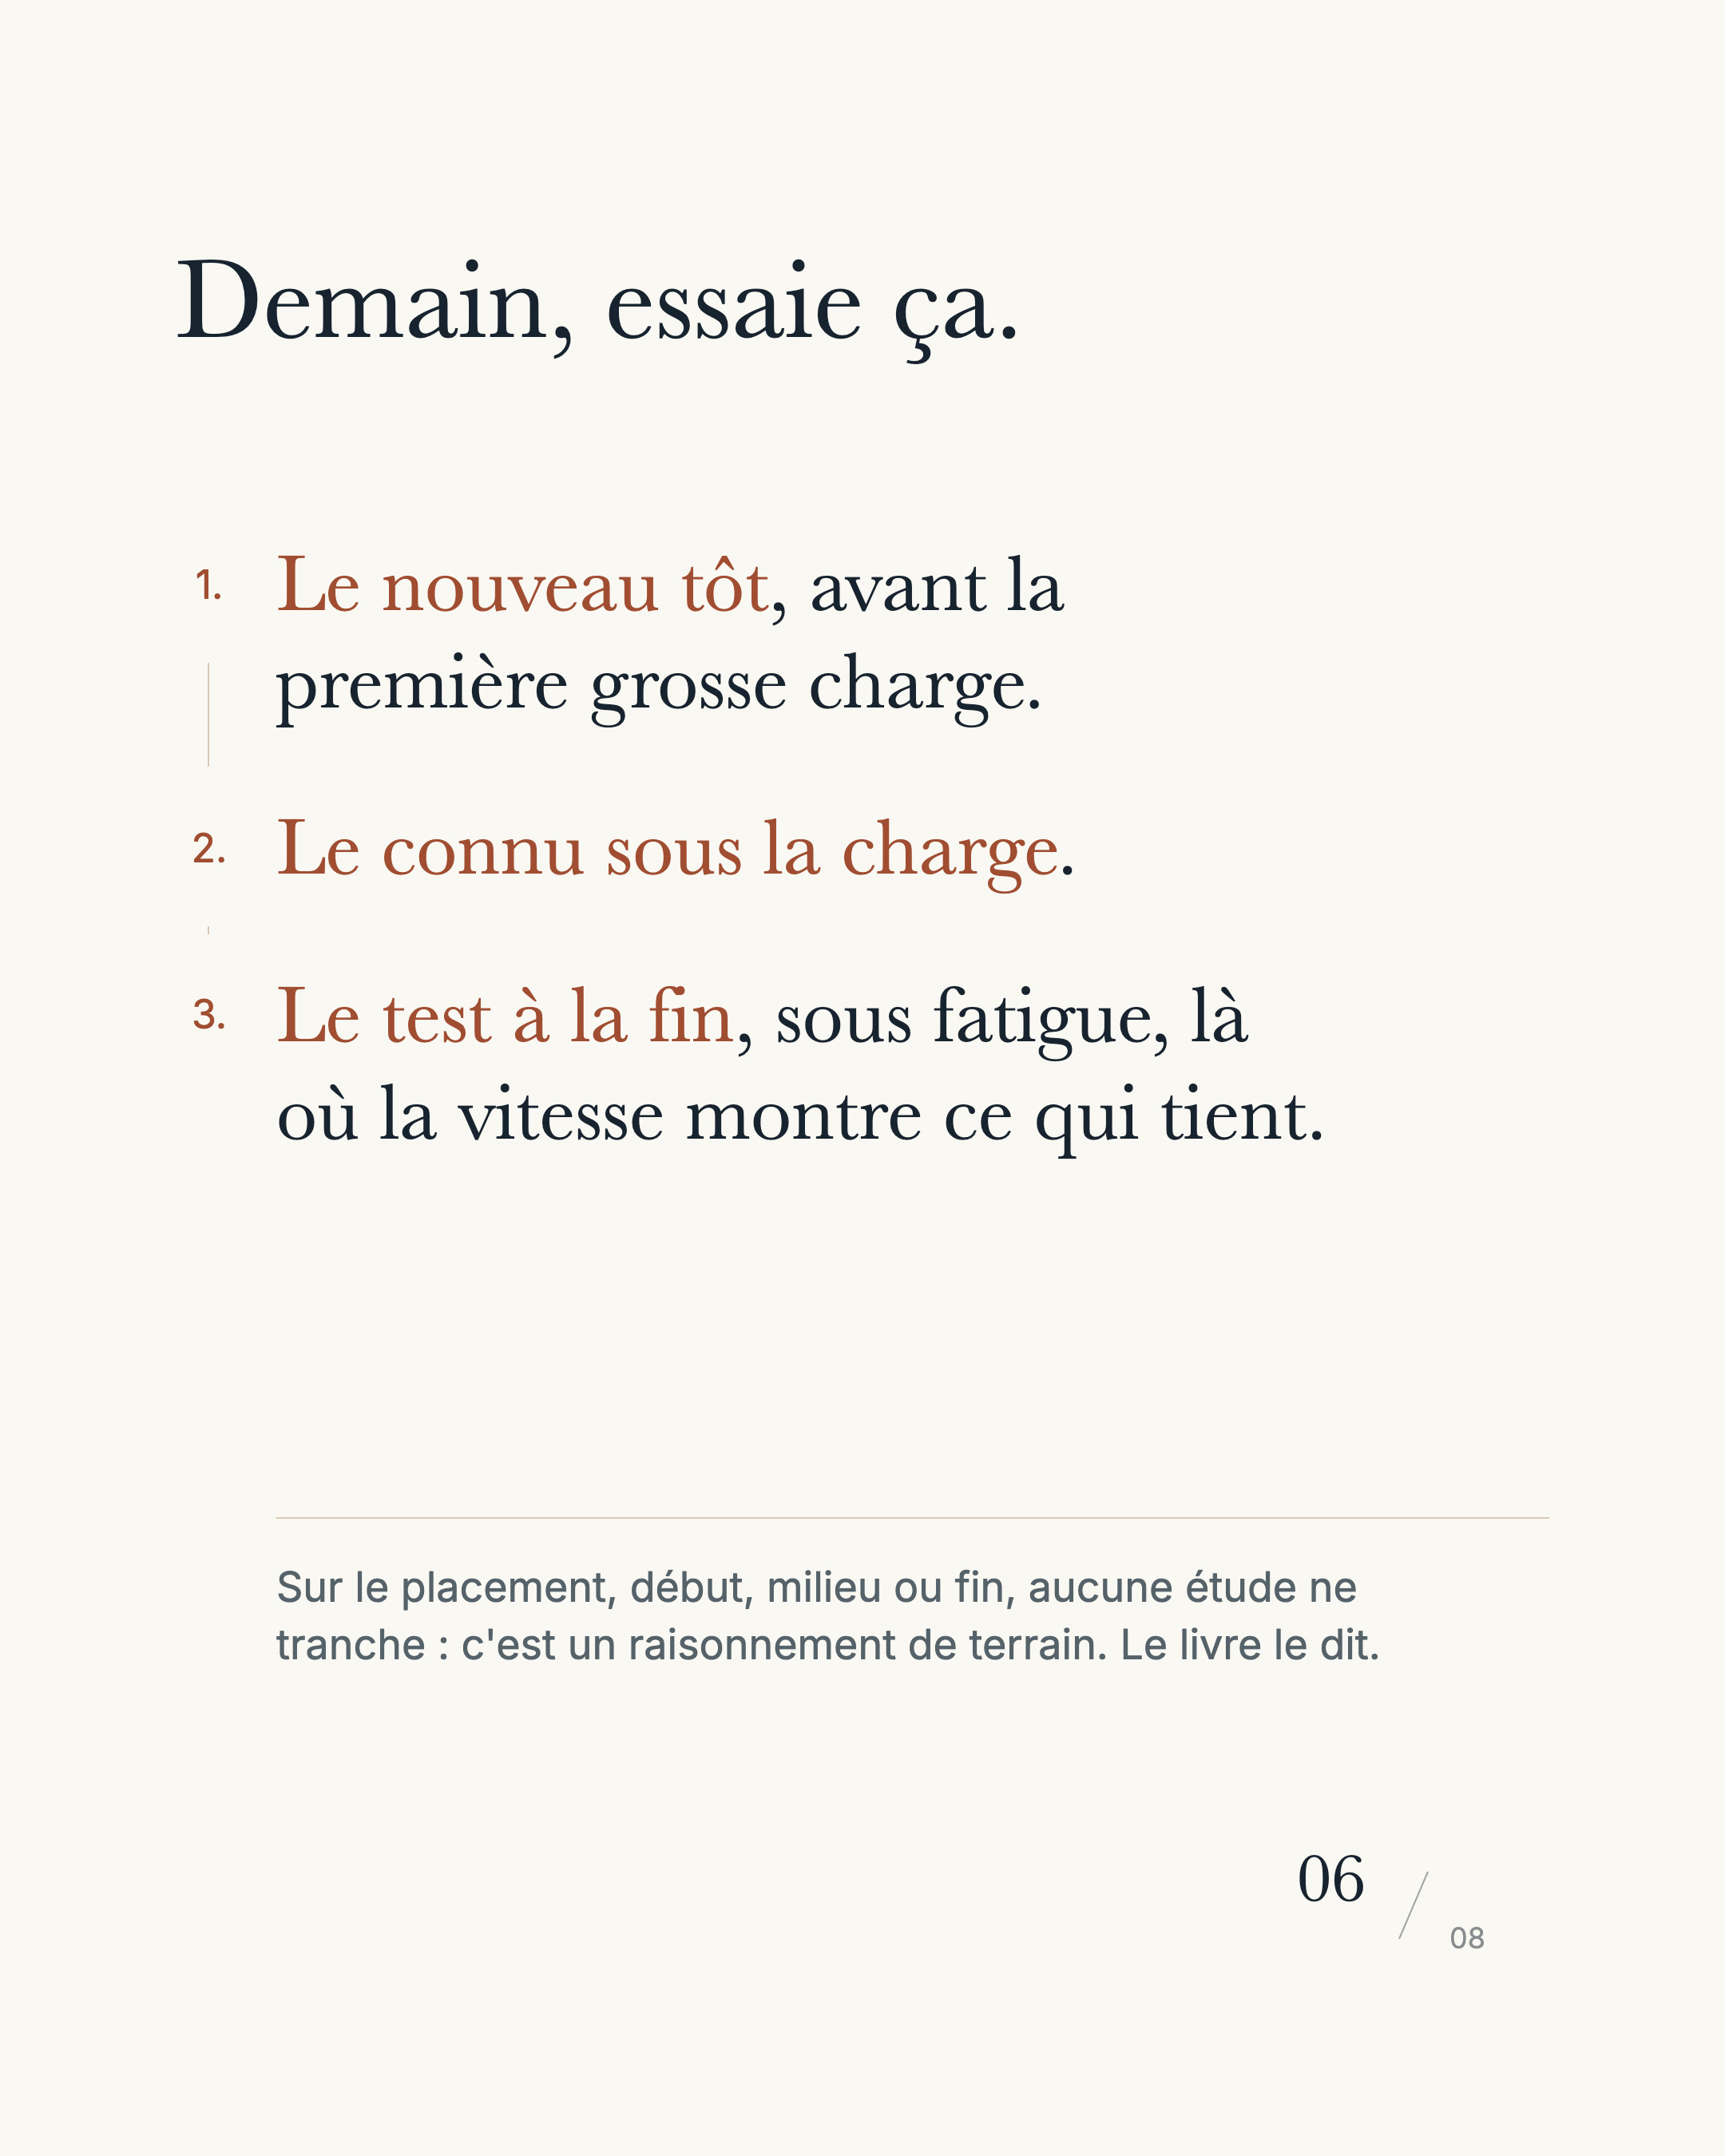 Demain, essaie ça.
1. Le nouveau tôt, avant la
première grosse charge.
2. Le connu sous la charge.
3. Le test à la fin, sous fatigue, là
où la vitesse montre ce qui tient.
Sur le placement, début, milieu ou fin, aucune étude ne
tranche : c'est un raisonnement de terrain. Le livre le dit.
06 / 08